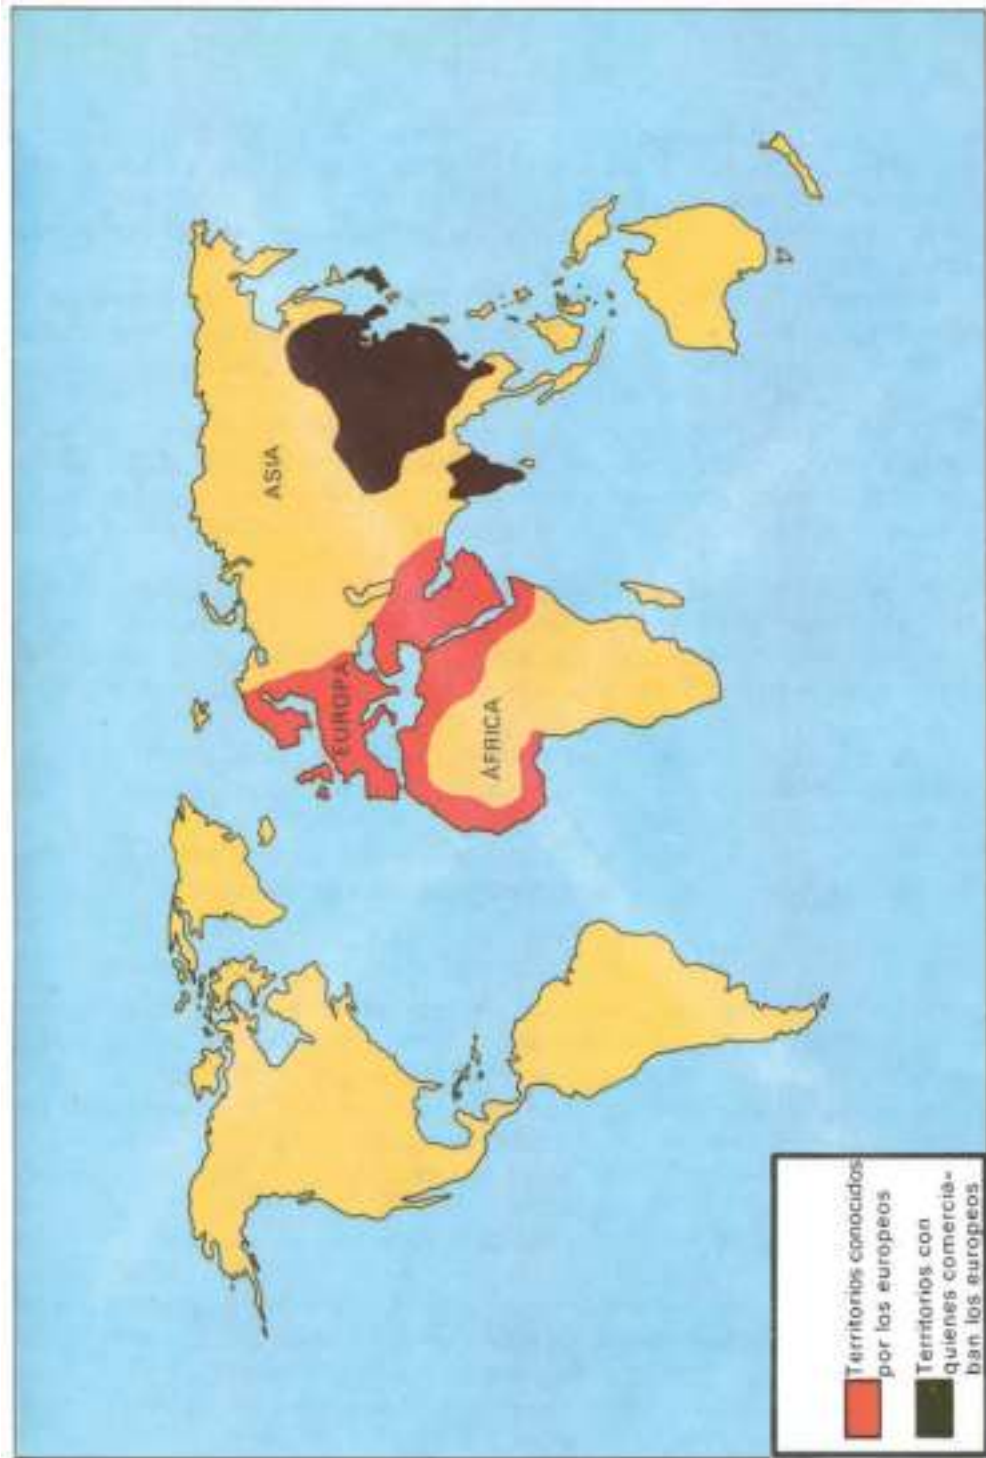 ASIA
EUROPA
ÁFRICA
Territorios conocidos
por los europeos
Territorios con
quienes comercia-
ban los europeos